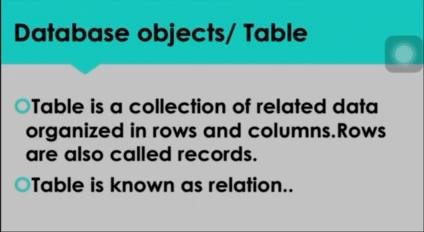 Database objects/ Table
Table is a collection of related data
organized in rows and columns.Rows
are also called records.
Table is known as relation..